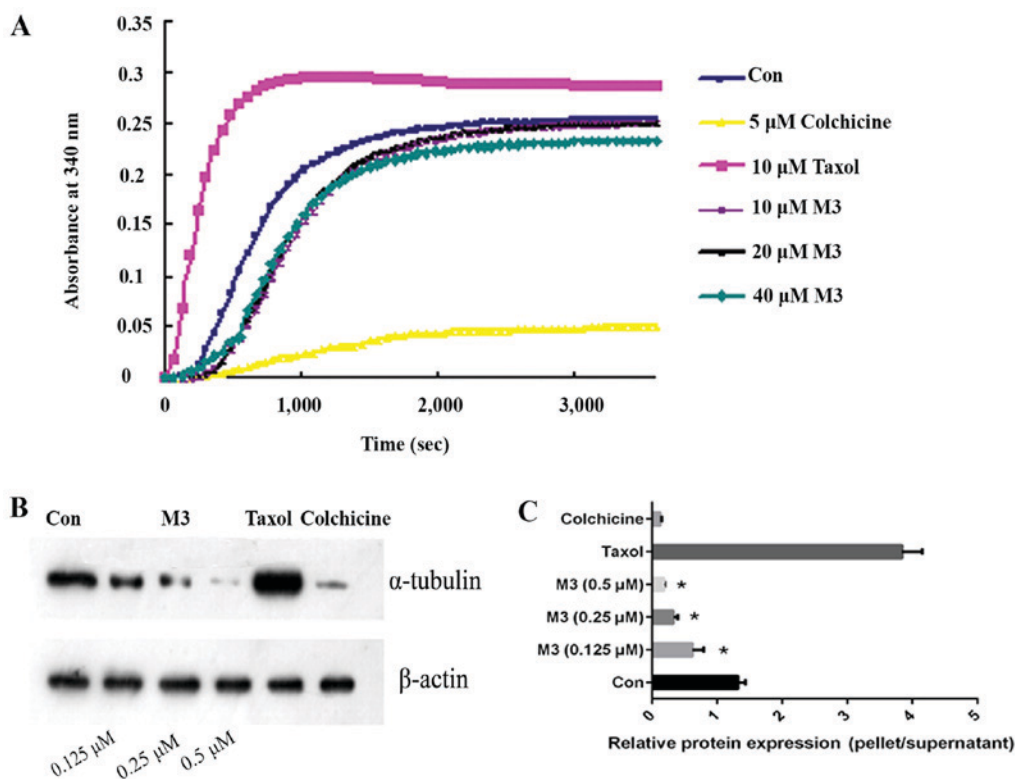 A
0.35
0.3
0.25
0.2
0.15
0.1
0.05
0
Absorbance at 340 nm
0
1,000
2,000
3,000
Time (sec)
Con
5 μM Colchicine
10 μM Taxol
10 μM M3
20 μM M3
40 μM M3
B
Con M3 Taxol Colchicine
α-tubulin
β-actin
0.125 μM 0.25 μM 0.5 μM
C
Colchicine
Taxol
M3 (0.5 μM) *
M3 (0.25 μM) *
M3 (0.125 μM) *
Con
0 1 2 3 4 5
Relative protein expression (pellet/supernatant)